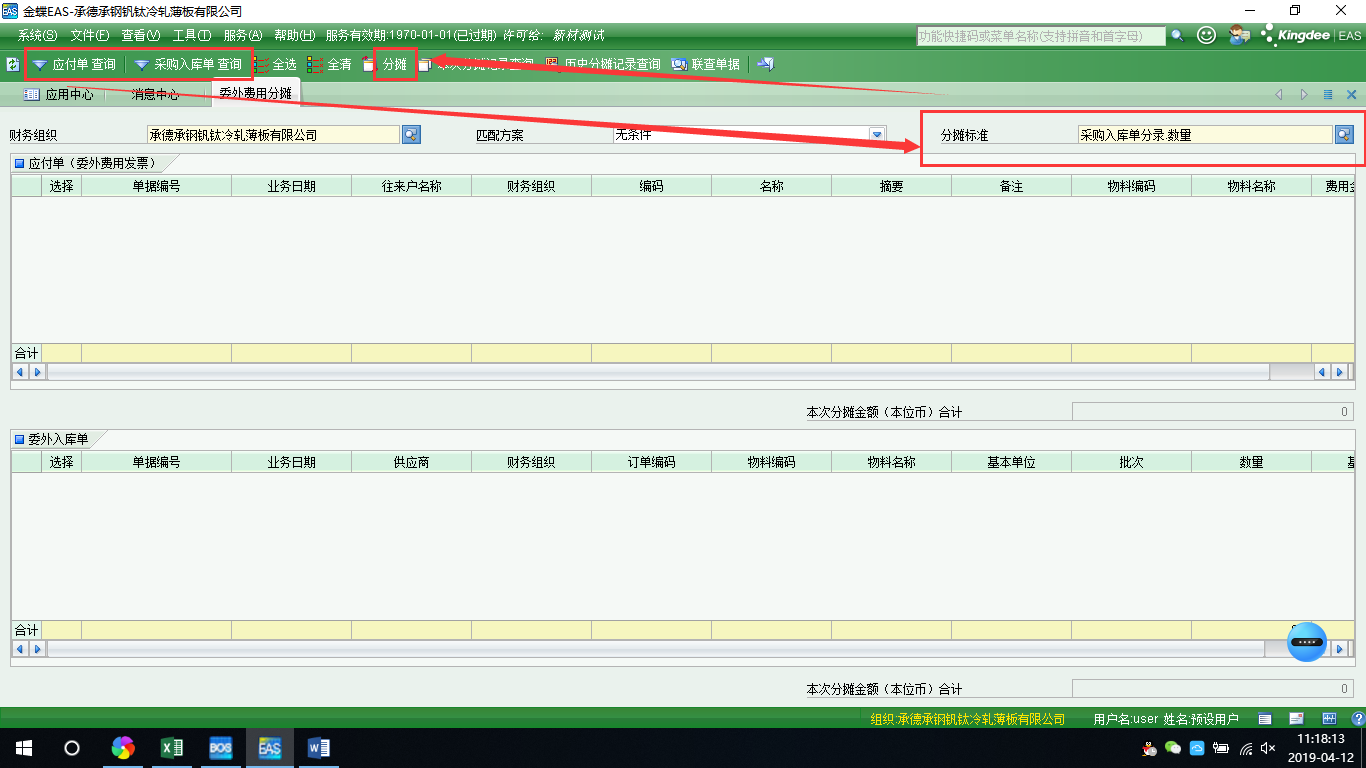 金蝶EAS-承德承钢钒钛冷轧薄板有限公司
系统(S) 文件(F) 查看(V) 工具(T) 服务(A) 帮助(H) 服务有效期:1970-01-01(已过期) 许可给: 新材测试 功能快捷码或菜单名称(支持拼音和首字母) Kingdee EAS
应付单 查询 采购入库单 查询 全选 全清 分摊 本次分摊记录查询 历史分摊记录查询 联查单据
应用中心 消息中心 委外费用分摊
财务组织 承德承钢钒钛冷轧薄板有限公司 匹配方案 无条件 分摊标准 采购入库单分录.数量
应付单（委外费用发票）
选择 单据编号 业务日期 往来户名称 财务组织 编码 名称 摘要 备注 物料编码 物料名称 费用金
合计
本次分摊金额（本位币）合计 0
委外入库单
选择 单据编号 业务日期 供应商 财务组织 订单编码 物料编码 物料名称 基本单位 批次 数量
合计
本次分摊金额（本位币）合计 0
组织:承德承钢钒钛冷轧薄板有限公司 用户名:user 姓名:预设用户
BOS EAS
11:18:13
2019-04-12